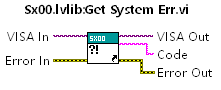 Sx00.lvlib:Get System Err.vi
VISA In
SX00
?!
VISA Out
Code
Error In
Error Out